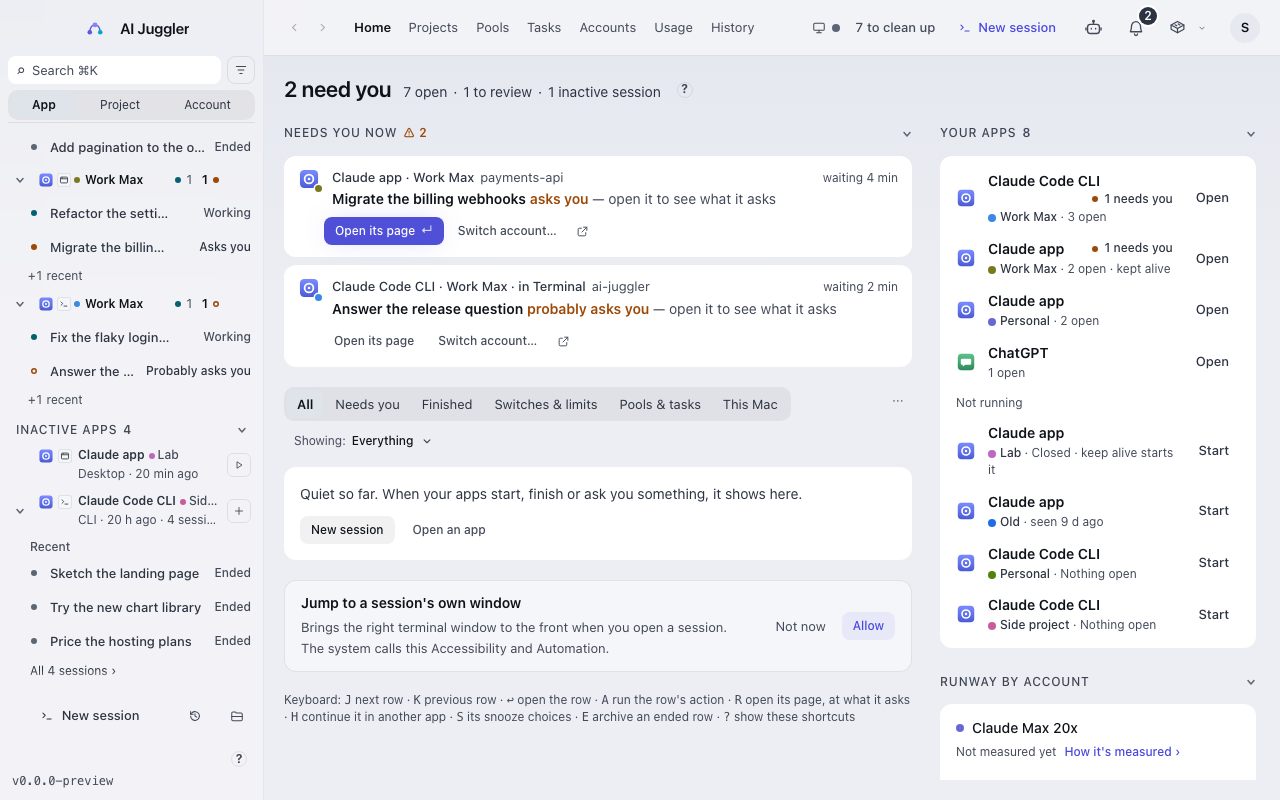 AI Juggler
Search ⌘K
App Project Account
Add pagination to the o... Ended
Work Max 1 1
Refactor the setti... Working
Migrate the billin... Asks you
+1 recent
Work Max 1 1
Fix the flaky login... Working
Answer the ... Probably asks you
+1 recent
INACTIVE APPS 4
Claude app Lab
Desktop · 20 min ago
Claude Code CLI Sid...
CLI · 20 h ago · 4 sessi...
Recent
Sketch the landing page Ended
Try the new chart library Ended
Price the hosting plans Ended
All 4 sessions ›
New session
?
v0.0.0-preview
Home Projects Pools Tasks Accounts Usage History
7 to clean up
New session
2
S
2 need you 7 open · 1 to review · 1 inactive session ?
NEEDS YOU NOW 2
Claude app · Work Max payments-api waiting 4 min
Migrate the billing webhooks asks you — open it to see what it asks
Open its page ↵ Switch account...
Claude Code CLI · Work Max · in Terminal ai-juggler waiting 2 min
Answer the release question probably asks you — open it to see what it asks
Open its page Switch account...
All Needs you Finished Switches & limits Pools & tasks This Mac ...
Showing: Everything
Quiet so far. When your apps start, finish or ask you something, it shows here.
New session Open an app
Jump to a session's own window
Brings the right terminal window to the front when you open a session.
The system calls this Accessibility and Automation.
Not now Allow
Keyboard: J next row · K previous row · ↩ open the row · A run the row's action · R open its page, at what it asks
· H continue it in another app · S its snooze choices · E archive an ended row · ? show these shortcuts
YOUR APPS 8
Claude Code CLI
1 needs you
Work Max · 3 open
Open
Claude app 1 needs you
Work Max · 2 open · kept alive
Open
Claude app
Personal · 2 open
Open
ChatGPT
1 open
Open
Not running
Claude app
Lab · Closed · keep alive starts
it
Start
Claude app
Old · seen 9 d ago
Start
Claude Code CLI
Personal · Nothing open
Start
Claude Code CLI
Side project · Nothing open
Start
RUNWAY BY ACCOUNT
Claude Max 20x
Not measured yet How it's measured ›